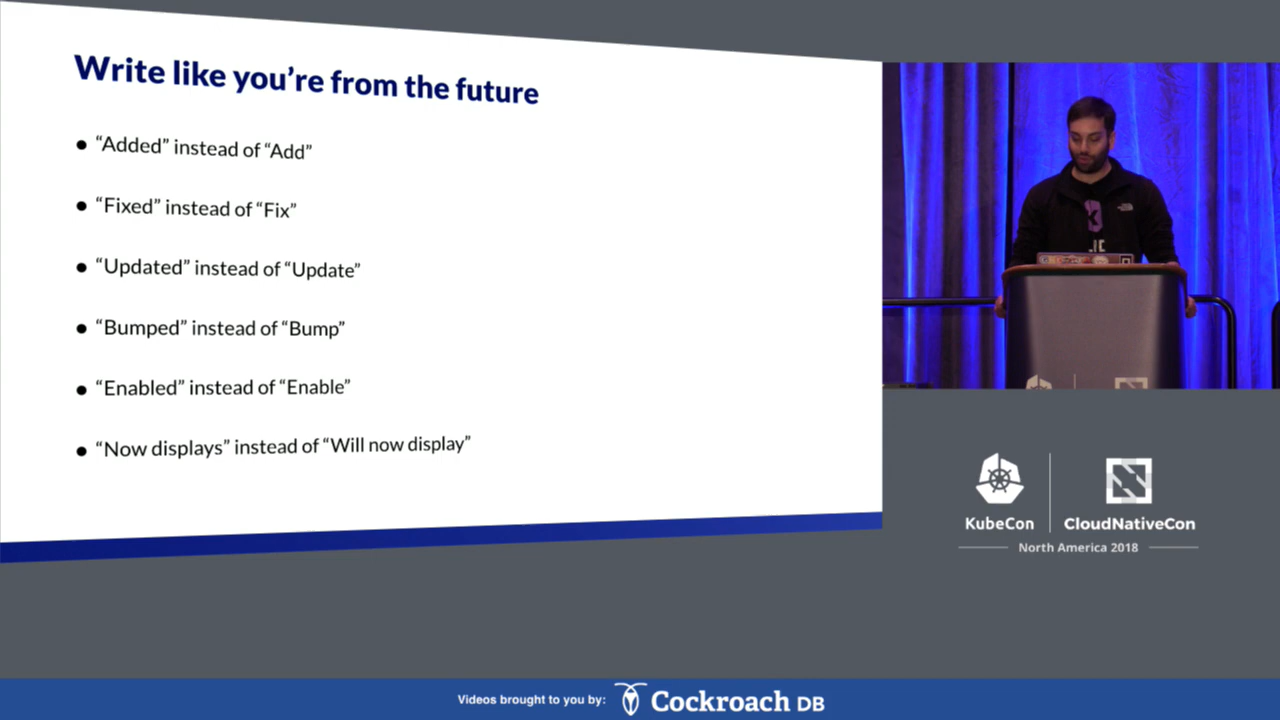 Write like you're from the future
● “Added” instead of “Add”
● “Fixed” instead of “Fix”
● “Updated” instead of “Update”
● “Bumped” instead of “Bump”
● “Enabled” instead of “Enable”
● “Now displays” instead of “Will now display”
KubeCon
CloudNativeCon
North America 2018
Videos brought to you by:
Cockroach DB